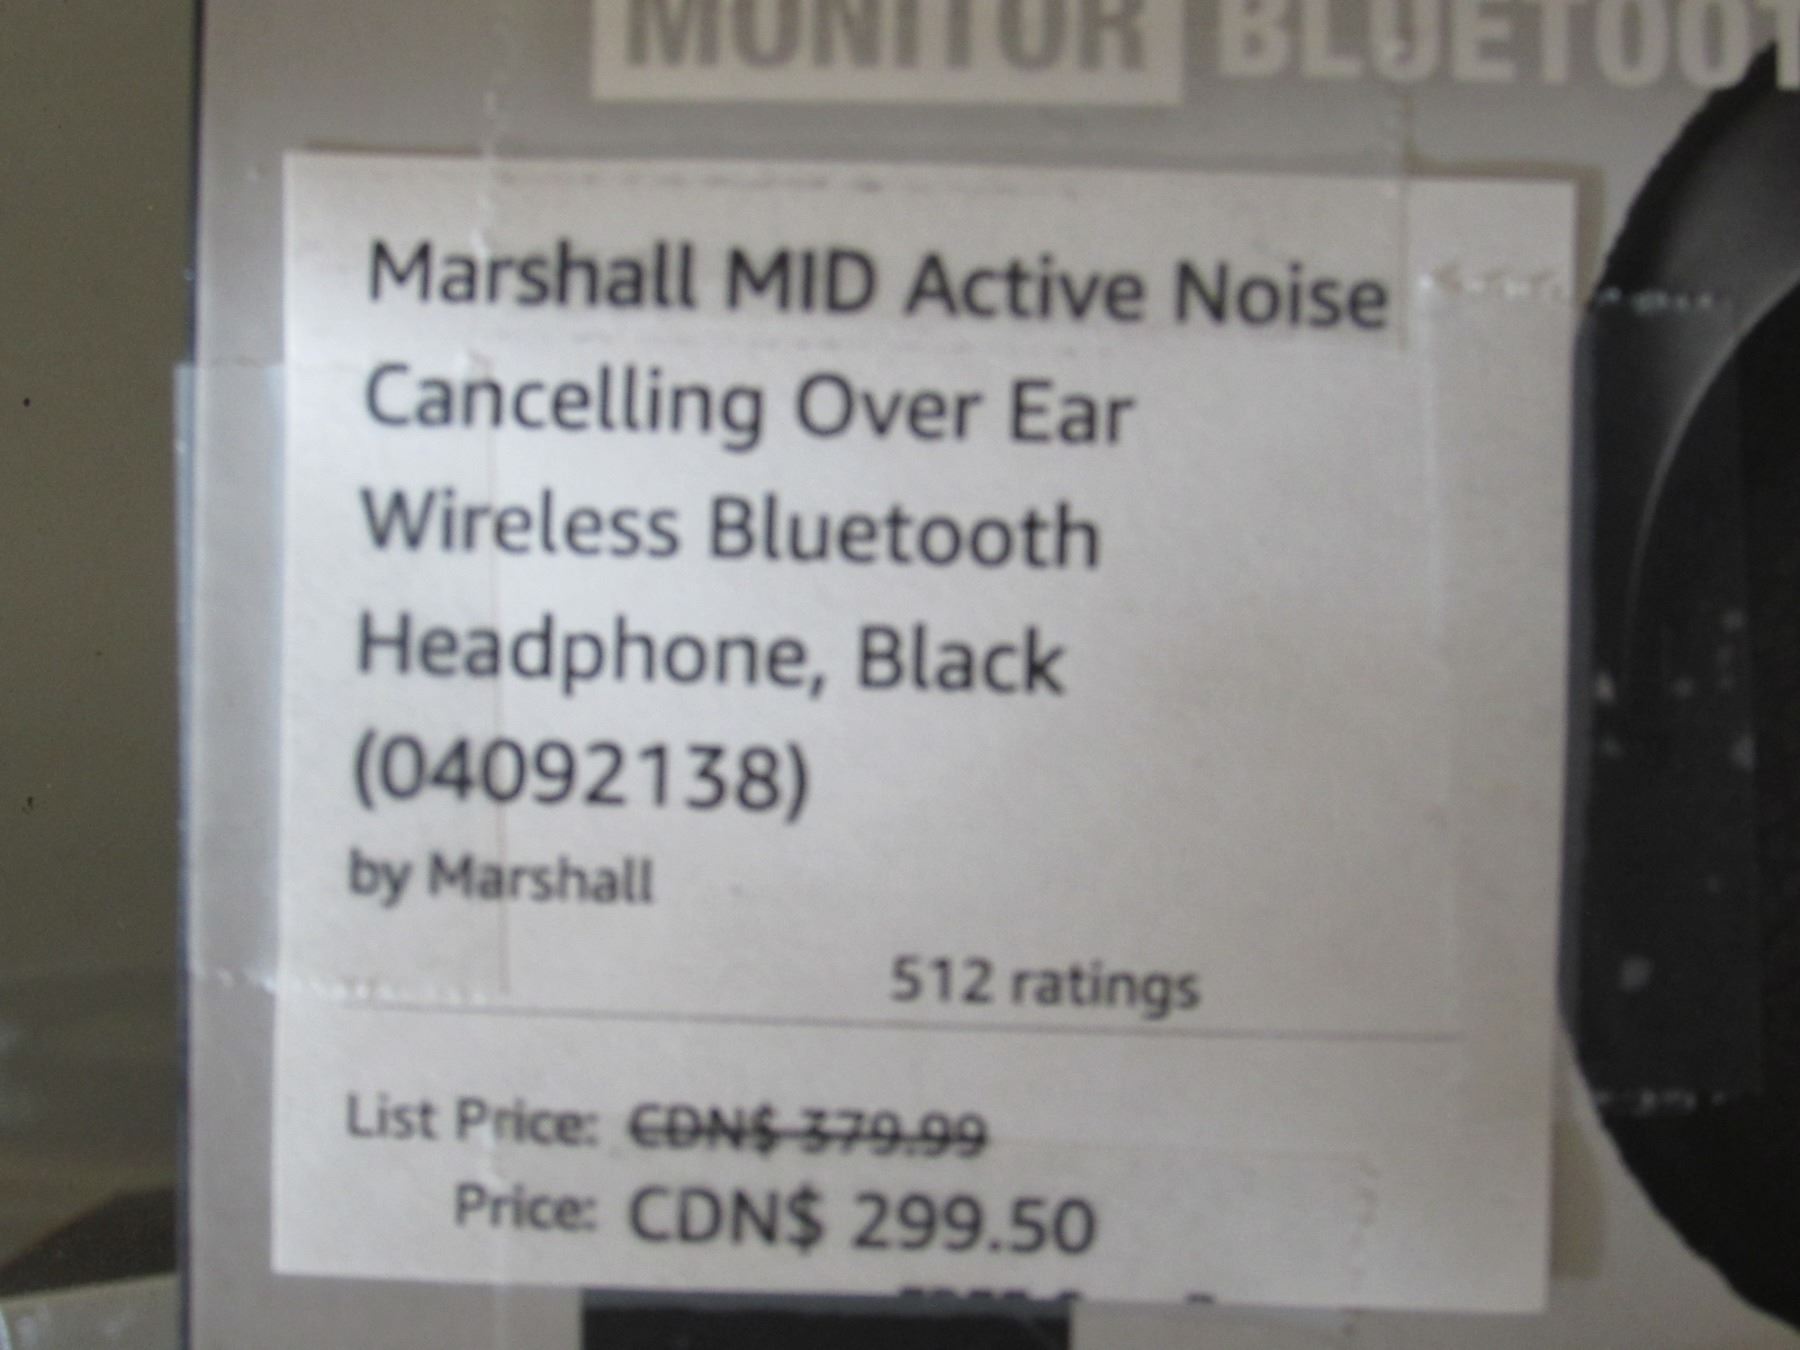 MONITOR BLUETOOT
Marshall MID Active Noise
Cancelling Over Ear
Wireless Bluetooth
Headphone, Black
(04092138)
by Marshall
512 ratings
List Price: CDN$ 379.99
Price: CDN$ 299.50